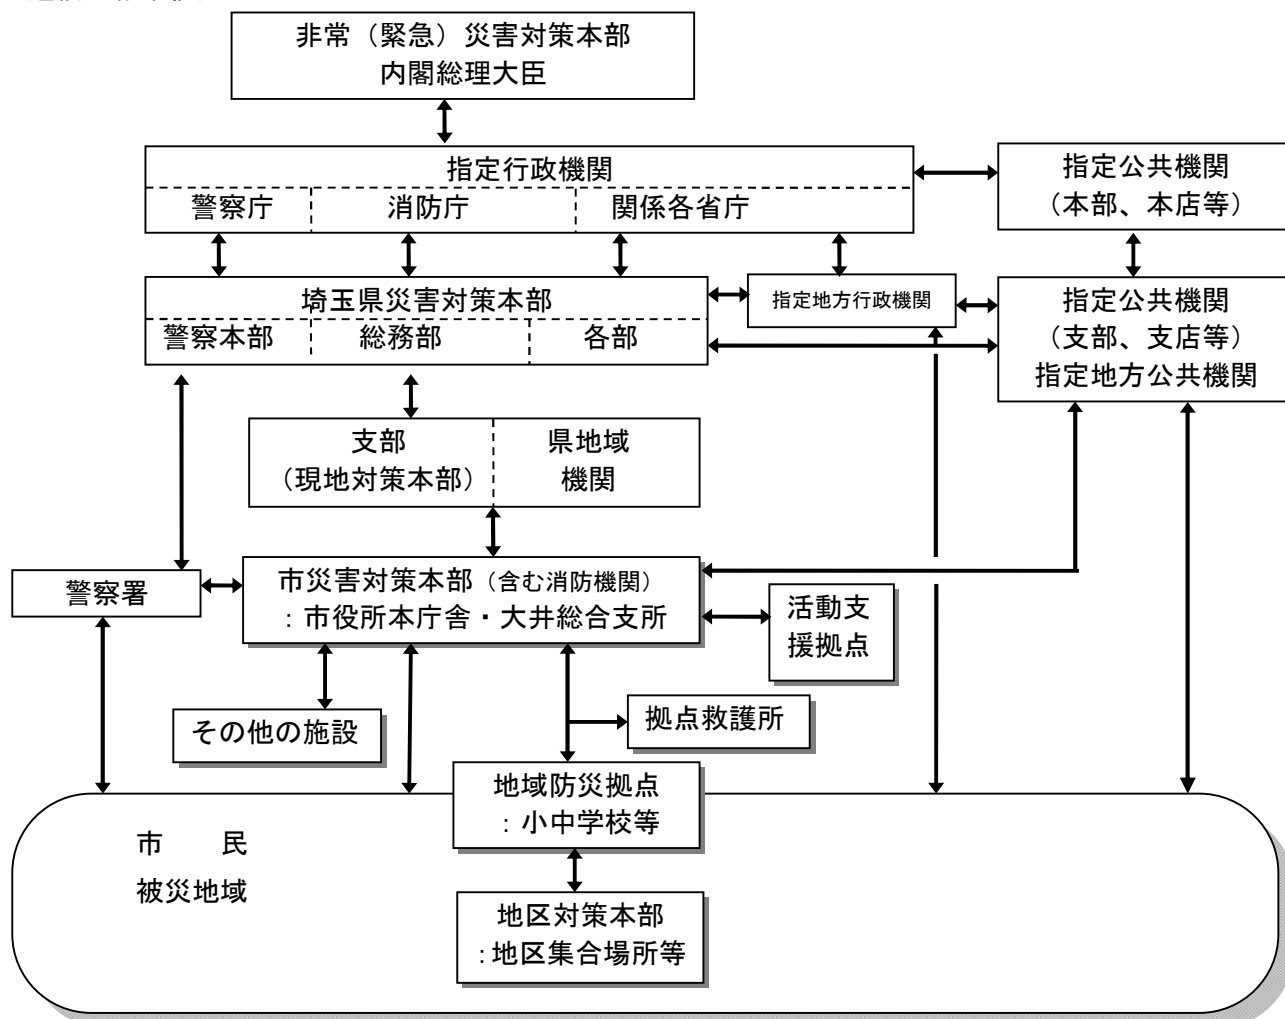 非常（緊急）災害対策本部
内閣総理大臣
指定行政機関
警察庁
消防庁
関係各省庁
指定公共機関
（本部、本店等）
埼玉県災害対策本部
警察本部
総務部
各部
指定地方行政機関
指定公共機関
（支部、支店等）
指定地方公共機関
支部
（現地対策本部）
県地域
機関
警察署
市災害対策本部（含む消防機関）
：市役所本庁舎・大井総合支所
活動支
援拠点
その他の施設
拠点救護所
地域防災拠点
：小中学校等
市　　民
被災地域
地区対策本部
：地区集合場所等